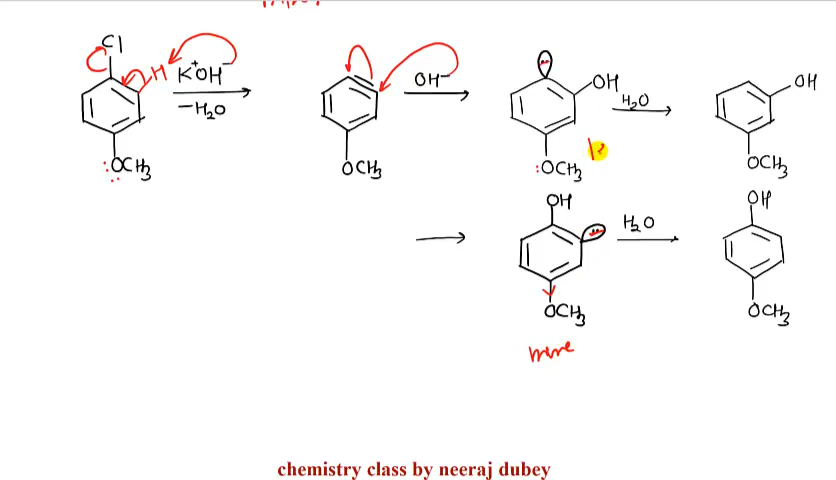 Cl
H
K⁺OH⁻
-H₂O
:ÖCH₃
OCH₃
OH⁻
OH
:OCH₃
H₂O
OH
OCH₃
OH
OCH₃
more
H₂O
OH
OCH₃
chemistry class by neeraj dubey